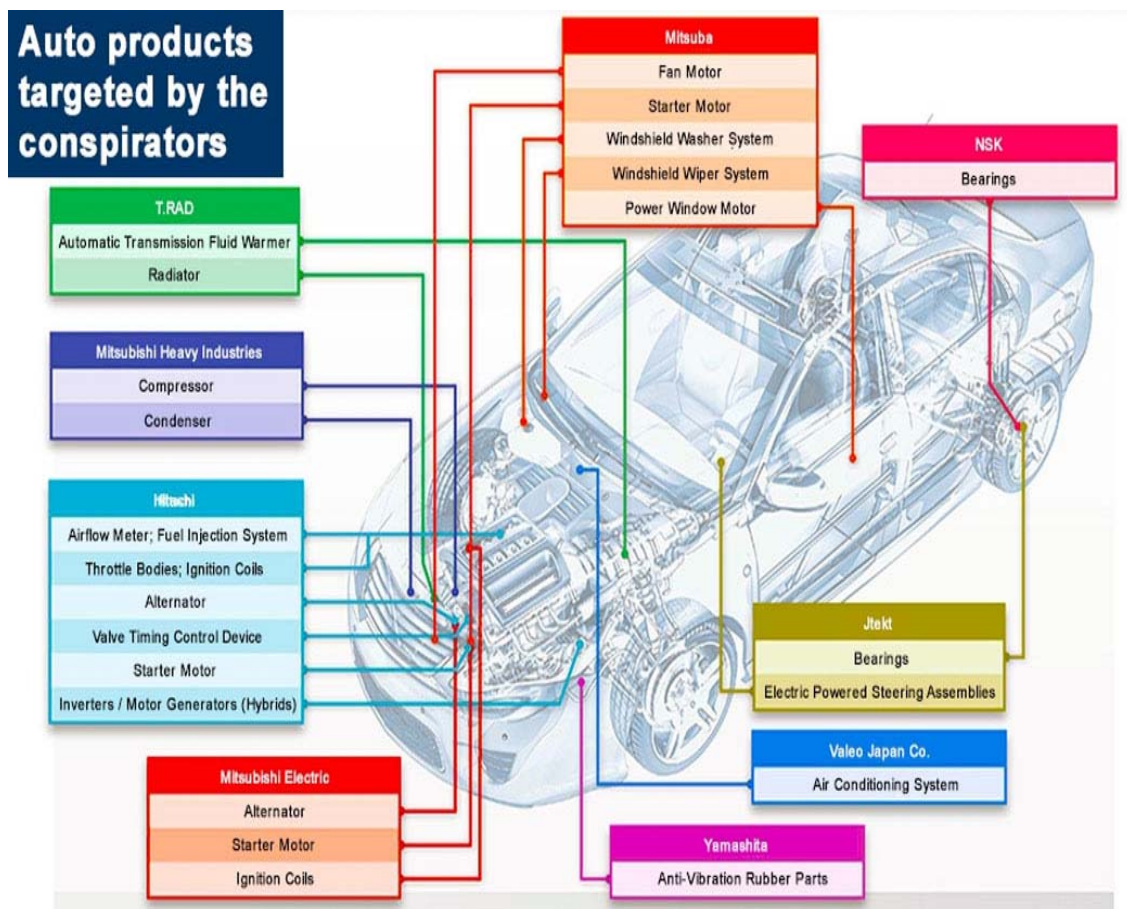 Auto products
targeted by the
conspirators
Mitsuba
Fan Motor
Starter Motor
Windshield Washer System
Windshield Wiper System
Power Window Motor
NSK
Bearings
T.RAD
Automatic Transmission Fluid Warmer
Radiator
Mitsubishi Heavy Industries
Compressor
Condenser
Hitachi
Airflow Meter; Fuel Injection System
Throttle Bodies; Ignition Coils
Alternator
Valve Timing Control Device
Starter Motor
Inverters / Motor Generators (Hybrids)
Jtekt
Bearings
Electric Powered Steering Assemblies
Valeo Japan Co.
Air Conditioning System
Mitsubishi Electric
Alternator
Starter Motor
Ignition Coils
Yamashita
Anti-Vibration Rubber Parts